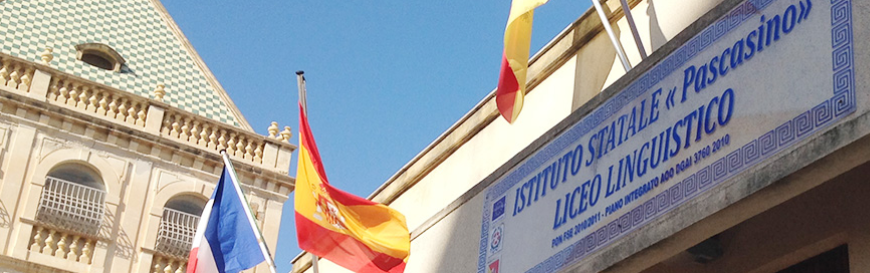 ISTITUTO STATALE « Pascasino»
LICEO LINGUISTICO
PON-FSE 2010/2011 - PIANO INTEGRATO AOO DGAI 3760 2010